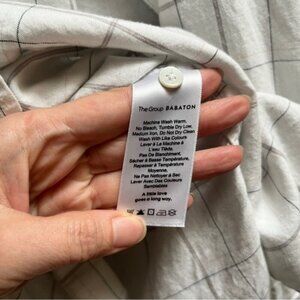 The Group BABATON
Machine Wash Warm,
No Bleach, Tumble Dry Low,
Medium Iron, Do Not Dry Clean
Wash With Like Colours
Laver À La Machine À
L'eau Tiède.
Pas De Blanchiment,
Sécher À Basse Température,
Repasser À Température
Moyenne,
Ne Pas Nettoyer À Sec
Laver Avec Des Couleurs
Semblables
A little love
goes a long way.